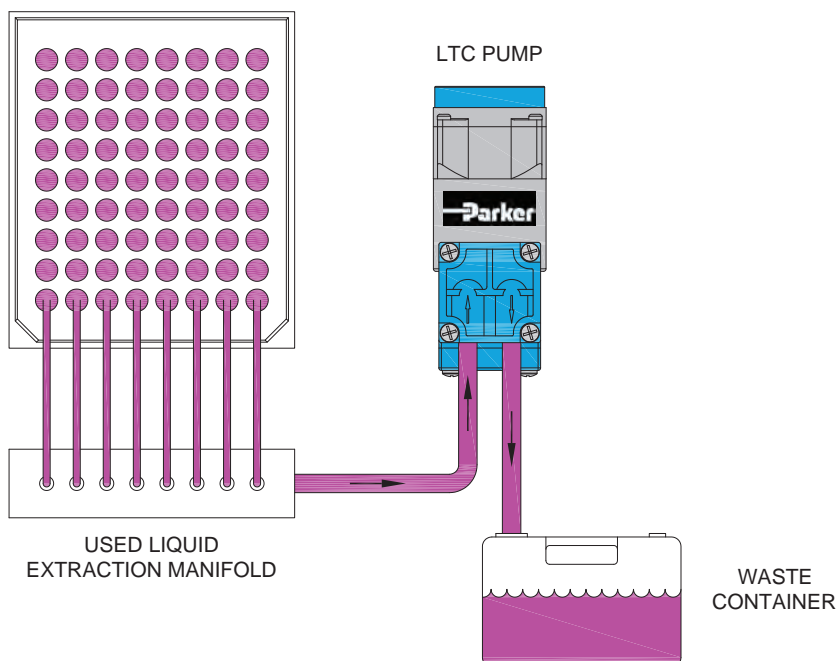 LTC PUMP
Parker
USED LIQUID
EXTRACTION MANIFOLD
WASTE
CONTAINER